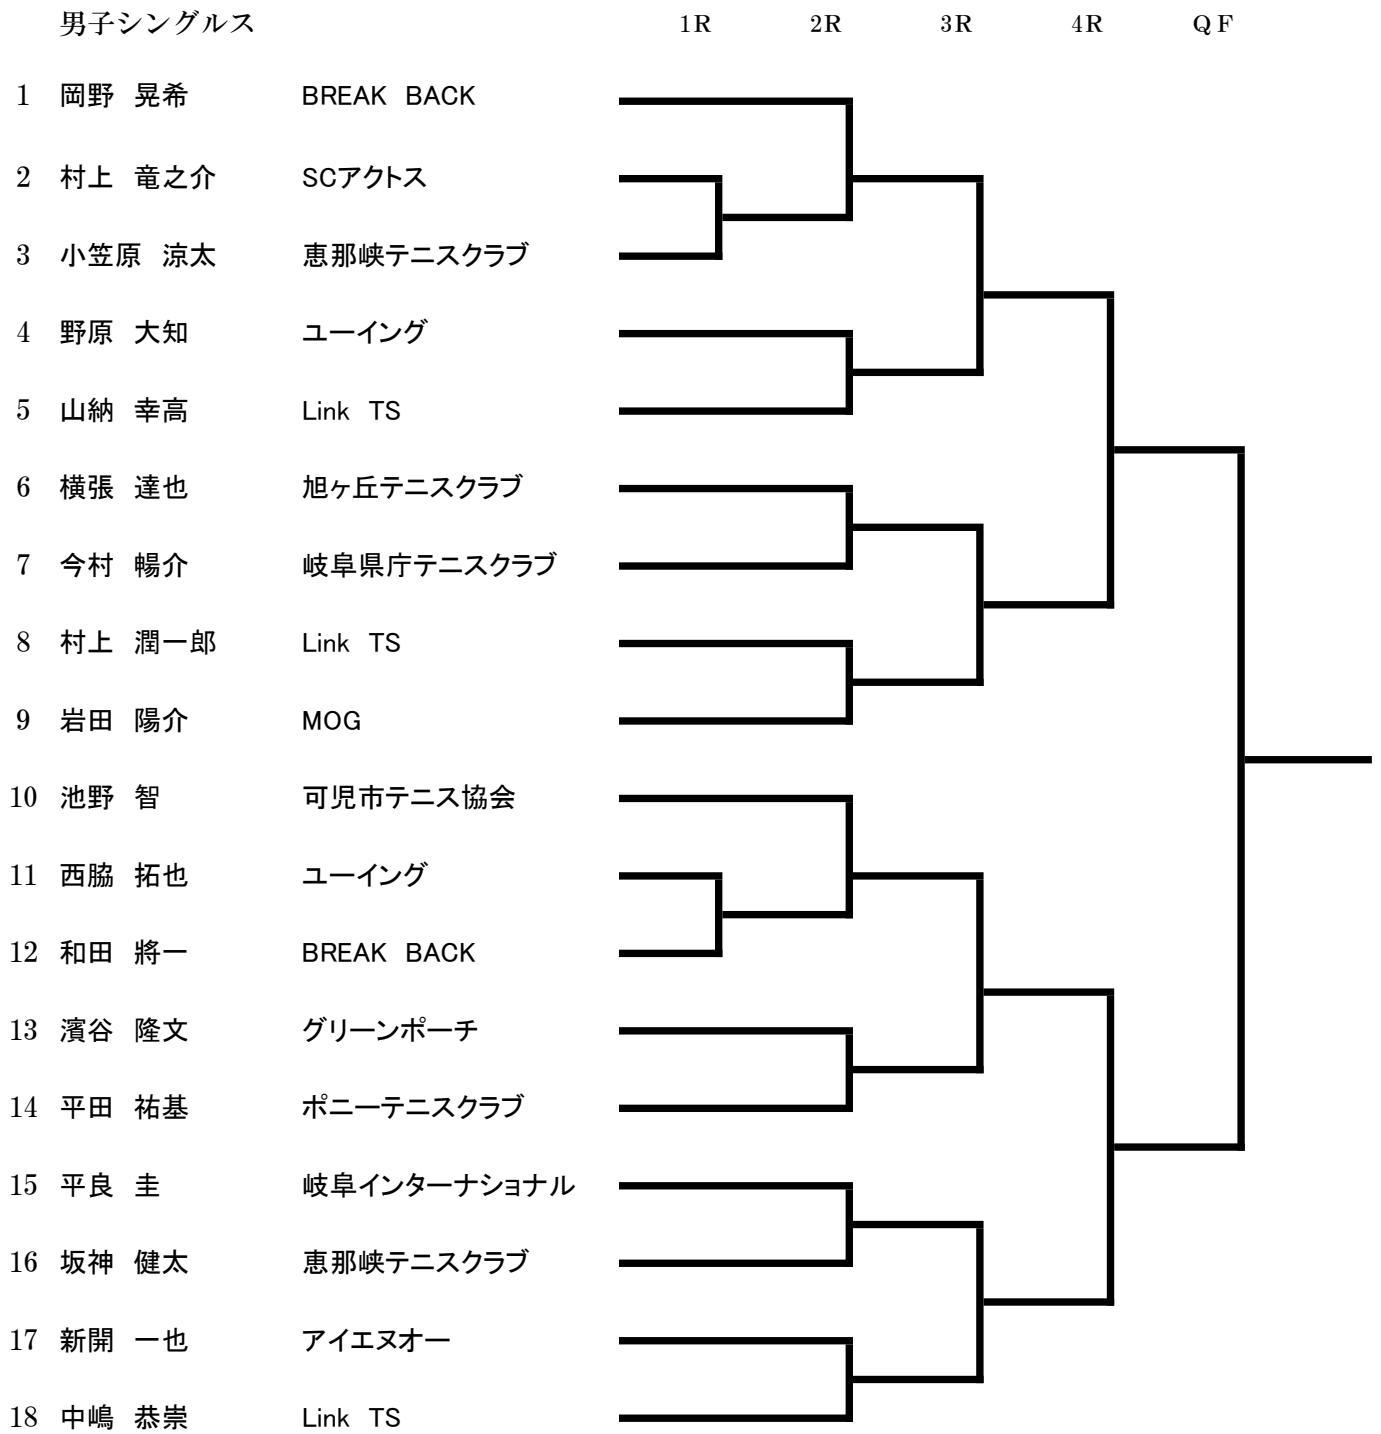 男子シングルス 1R 2R 3R 4R QF
1 岡野 晃希 BREAK BACK
2 村上 竜之介 SCアクトス
3 小笠原 涼太 恵那峡テニスクラブ
4 野原 大知 ユーイング
5 山納 幸高 Link TS
6 横張 達也 旭ヶ丘テニスクラブ
7 今村 暢介 岐阜県庁テニスクラブ
8 村上 潤一郎 Link TS
9 岩田 陽介 MOG
10 池野 智 可児市テニス協会
11 西脇 拓也 ユーイング
12 和田 將一 BREAK BACK
13 濱谷 隆文 グリーンポーチ
14 平田 祐基 ポニーテニスクラブ
15 平良 圭 岐阜インターナショナル
16 坂神 健太 恵那峡テニスクラブ
17 新開 一也 アイエヌオー
18 中嶋 恭崇 Link TS